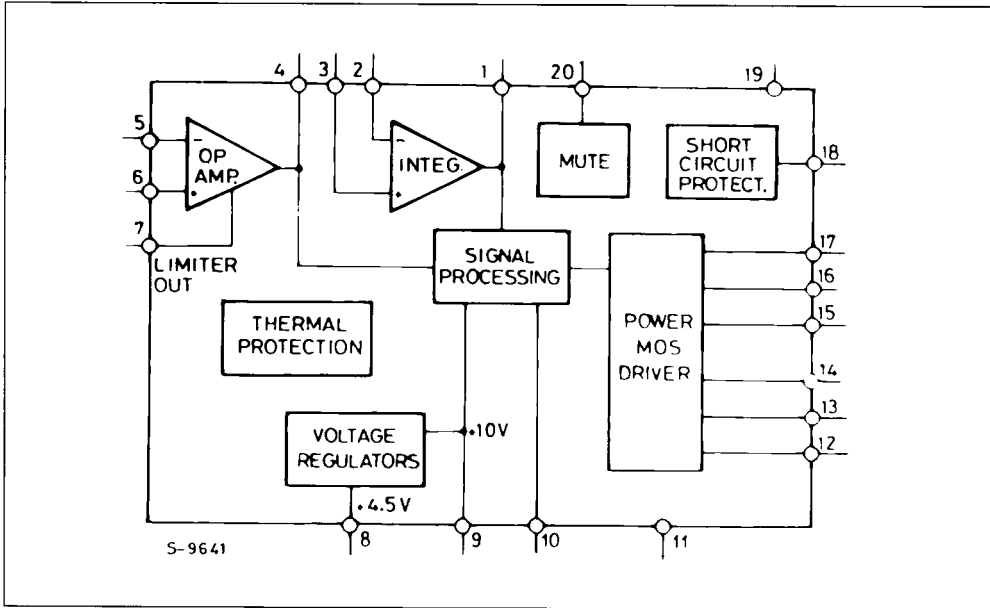 4 3 2 1 20 19
5
6
7
OP
AMP.
INTEG.
MUTE
SHORT
CIRCUIT
PROTECT.
18
LIMITER
OUT
SIGNAL
PROCESSING
17
16
15
14
13
12
POWER
MOS
DRIVER
THERMAL
PROTECTION
VOLTAGE
REGULATORS
+10V
+4.5V
8 9 10 11
S-9641